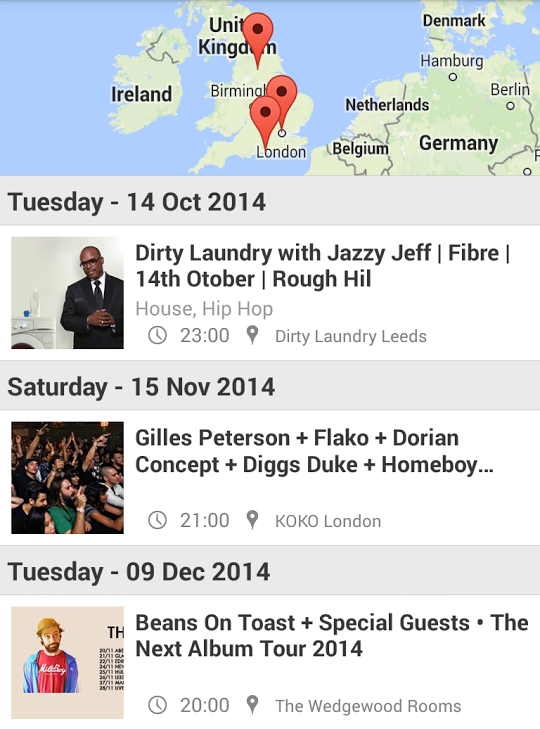 United
Kingdom
Denmark
Hamburg
Ireland
Berlin
Netherlands
London
Belgium
Germany
Tuesday - 14 Oct 2014
Dirty Laundry with Jazzy Jeff | Fibre |
14th Otober | Rough Hil
House, Hip Hop
23:00 Dirty Laundry Leeds
Saturday - 15 Nov 2014
Gilles Peterson + Flako + Dorian
Concept + Diggs Duke + Homeboy...
21:00 KOKO London
Tuesday - 09 Dec 2014
Beans On Toast + Special Guests • The
Next Album Tour 2014
TH
20:00 The Wedgewood Rooms